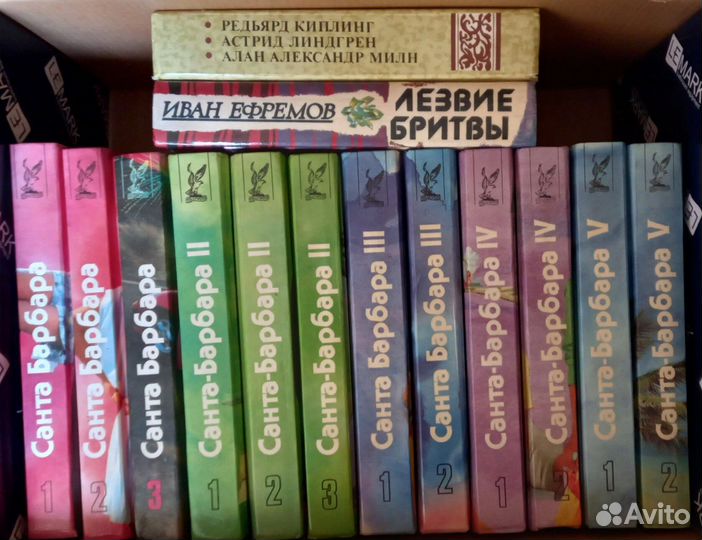 РЕДЬЯРД КИПЛИНГ
АСТРИД ЛИНДГРЕН
АЛАН АЛЕКСАНДР МИЛН
ИВАН ЕФРЕМОВ
ЛЕЗВИЕ
БРИТВЫ
Санта Барбара 1
Санта Барбара 2
Санта Барбара 3
Санта-Барбара II 1
Санта-Барбара II 2
Санта-Барбара II 3
Санта Барбара III 1
Санта Барбара III 2
Санта-Барбара IV 1
Санта-Барбара IV 2
Санта-Барбара V 1
Санта-Барбара V 2
LEMARK
Avito